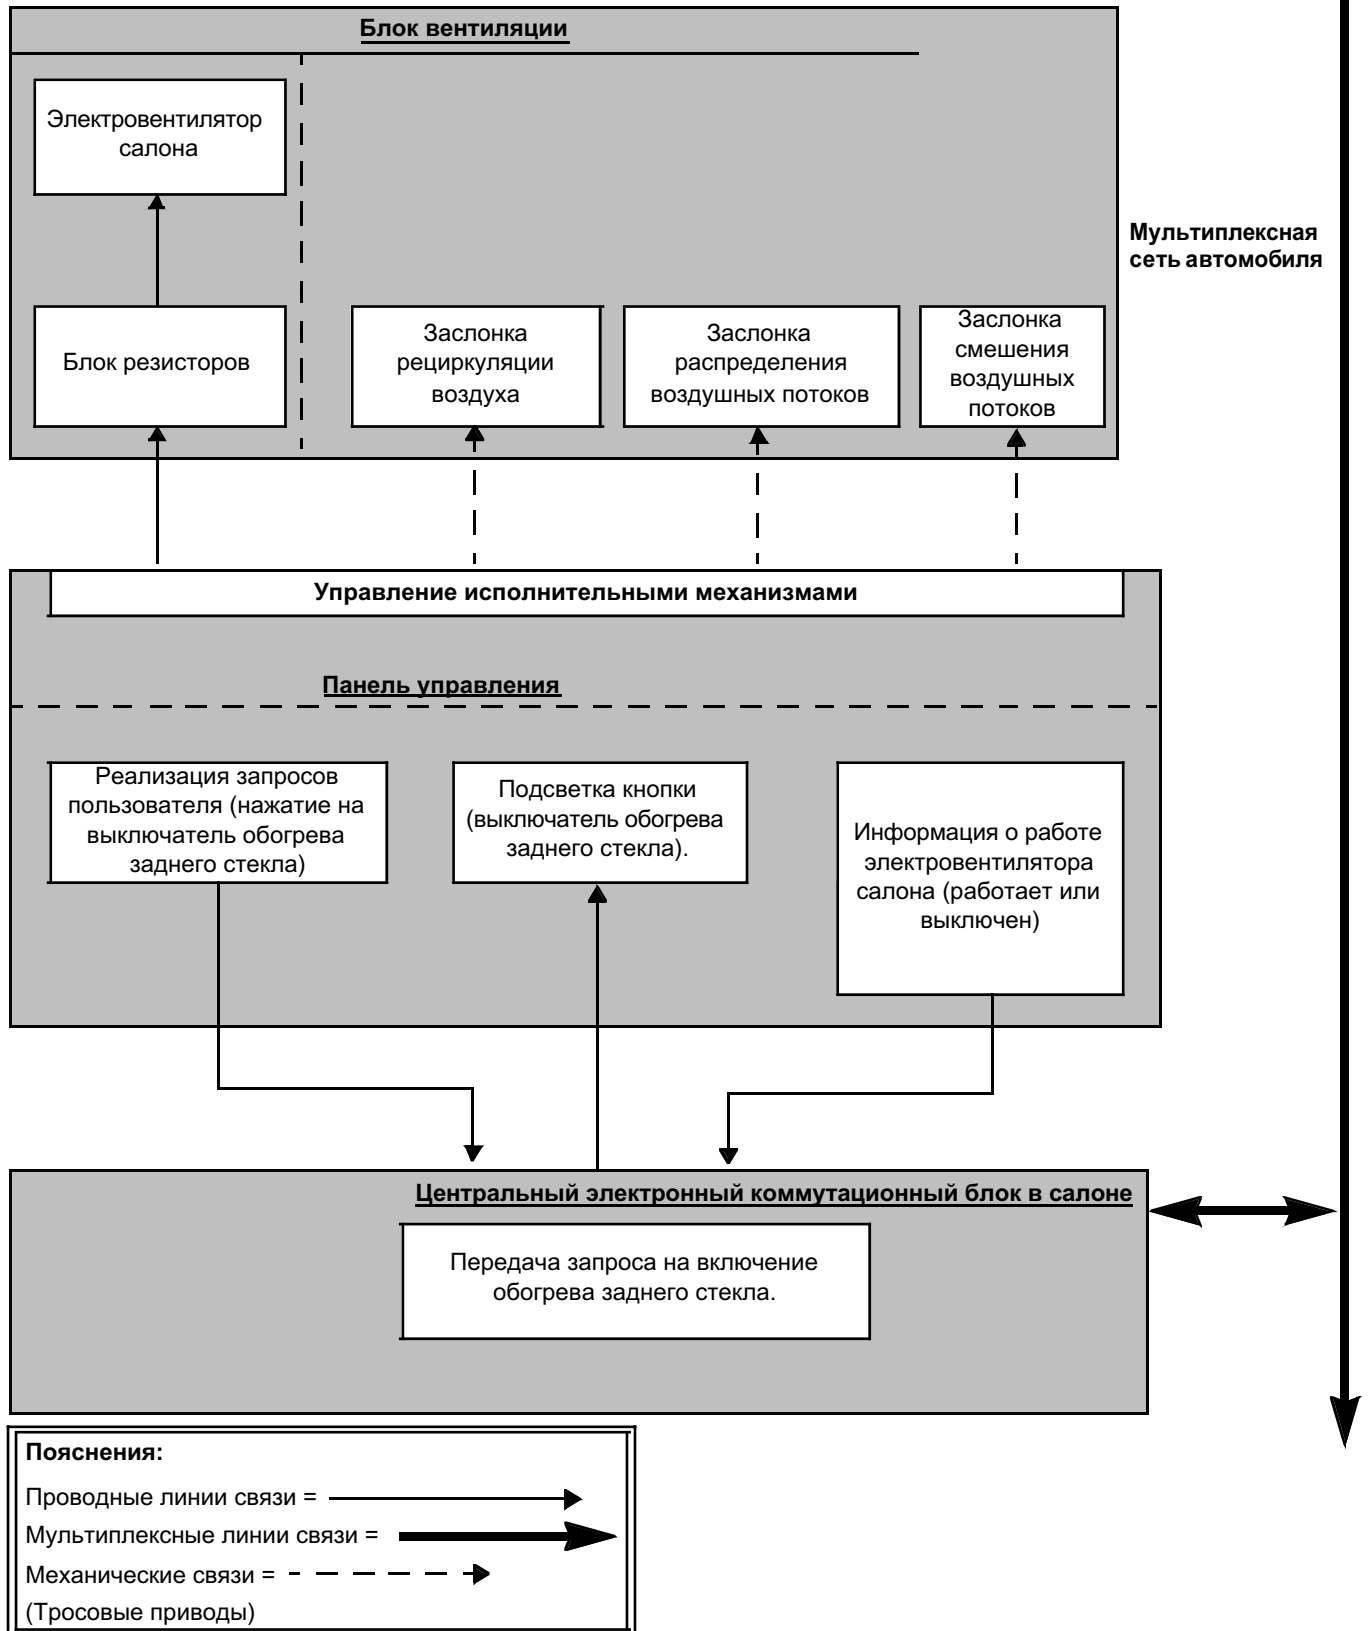 Блок вентиляции
Электровентилятор
салона
Мультиплексная
сеть автомобиля
Блок резисторов
Заслонка
рециркуляции
воздуха
Заслонка
распределения
воздушных потоков
Заслонка
смешения
воздушных
потоков
Управление исполнительными механизмами
Панель управления
Реализация запросов
пользователя (нажатие на
выключатель обогрева
заднего стекла)
Подсветка кнопки
(выключатель обогрева
заднего стекла).
Информация о работе
электровентилятора
салона (работает или
выключен)
Центральный электронный коммутационный блок в салоне
Передача запроса на включение
обогрева заднего стекла.
Пояснения:
Проводные линии связи =
Мультиплексные линии связи =
Механические связи =
(Тросовые приводы)